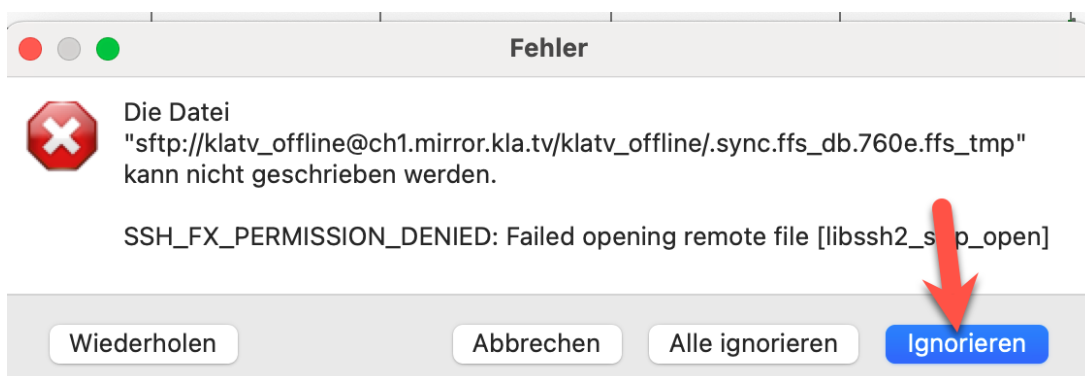 Fehler
Die Datei
"sftp://klatv_offline@ch1.mirror.kla.tv/klatv_offline/.sync.ffs_db.760e.ffs_tmp"
kann nicht geschrieben werden.
SSH_FX_PERMISSION_DENIED: Failed opening remote file
Wiederholen
Abbrechen
Alle ignorieren
Ignorieren